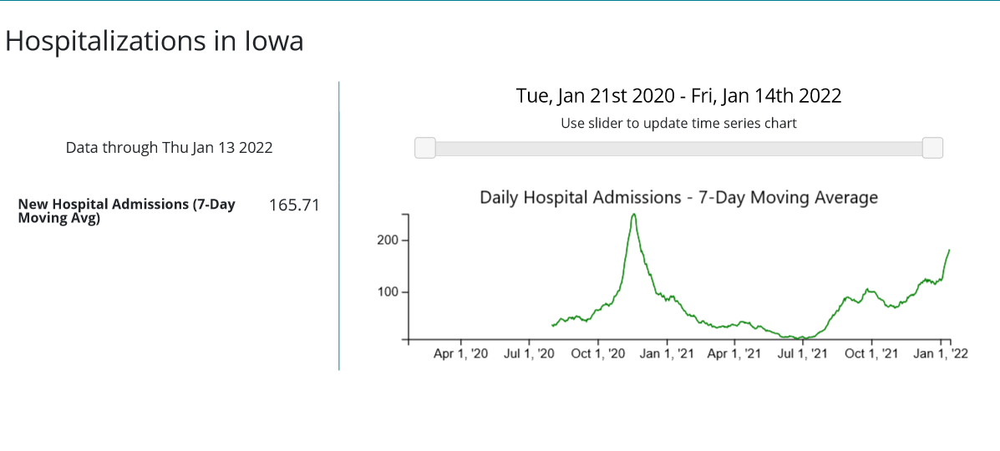 Hospitalizations in Iowa
Data through Thu Jan 13 2022
New Hospital Admissions (7-Day
Moving Avg)
165.71
Tue, Jan 21st 2020 - Fri, Jan 14th 2022
Use slider to update time series chart
Daily Hospital Admissions - 7-Day Moving Average
200
100
Apr 1, '20 Jul 1, '20 Oct 1, '20 Jan 1, '21 Apr 1, '21 Jul 1, '21 Oct 1, '21 Jan 1, '22